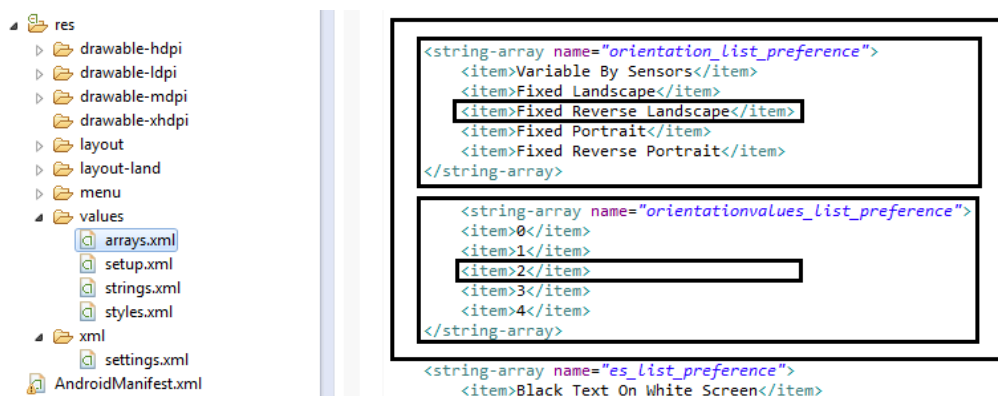 res
drawable-hdpi
drawable-ldpi
drawable-mdpi
drawable-xhdpi
layout
layout-land
menu
values
arrays.xml
setup.xml
strings.xml
styles.xml
xml
settings.xml
AndroidManifest.xml
<string-array name="orientation_list_preference">
<item>Variable By Sensors</item>
<item>Fixed Landscape</item>
<item>Fixed Reverse Landscape</item>
<item>Fixed Portrait</item>
<item>Fixed Reverse Portrait</item>
</string-array>
<string-array name="orientationvalues_list_preference">
<item>0</item>
<item>1</item>
<item>2</item>
<item>3</item>
<item>4</item>
</string-array>
<string-array name="es_list_preference">
<item>Black Text On White Screen</item>